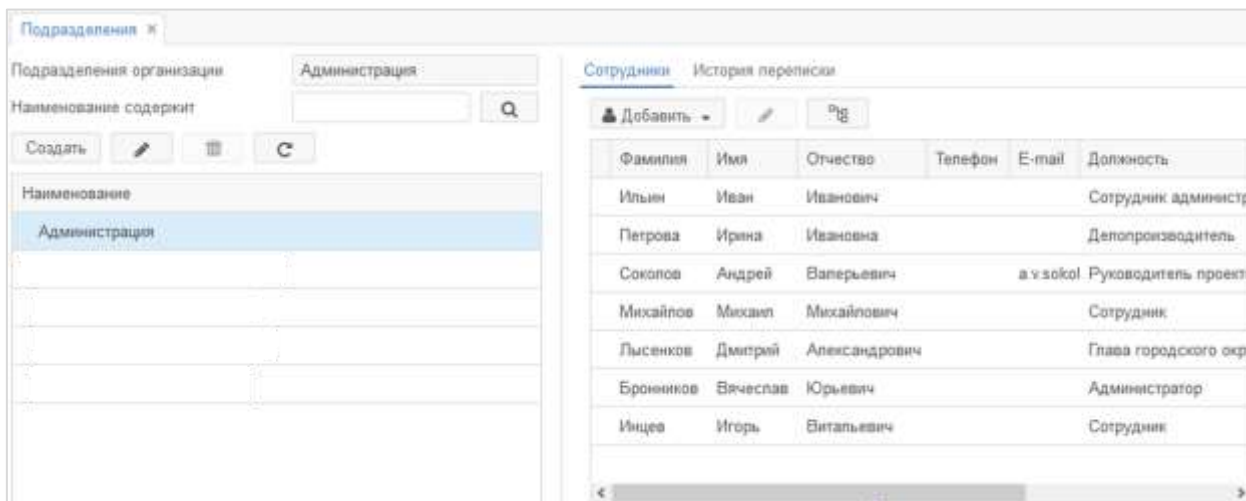 Подразделения ×
Подразделения организации Администрация
Наименование содержит
Создать
Наименование
Администрация
Сотрудники История переписки
Добавить
Фамилия Имя Отчество Телефон E-mail Должность
Ильин Иван Иванович Сотрудник администр
Петрова Ирина Ивановна Делопроизводитель
Соколов Андрей Валерьевич a.v.sokol Руководитель проект
Михайлов Михаил Михайлович Сотрудник
Лысенков Дмитрий Александрович Глава городского окр
Бронников Вячеслав Юрьевич Администратор
Инцев Игорь Витальевич Сотрудник